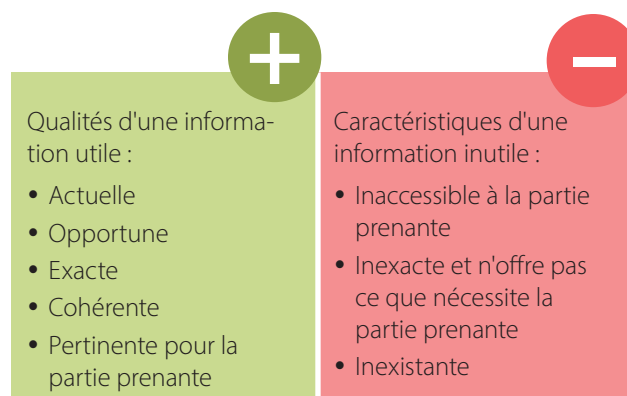 Qualités d'une informa-
tion utile :
• Actuelle
• Opportune
• Exacte
• Cohérente
• Pertinente pour la
partie prenante
Caractéristiques d'une
information inutile :
• Inaccessible à la partie
prenante
• Inexacte et n'offre pas
ce que nécessite la
partie prenante
• Inexistante